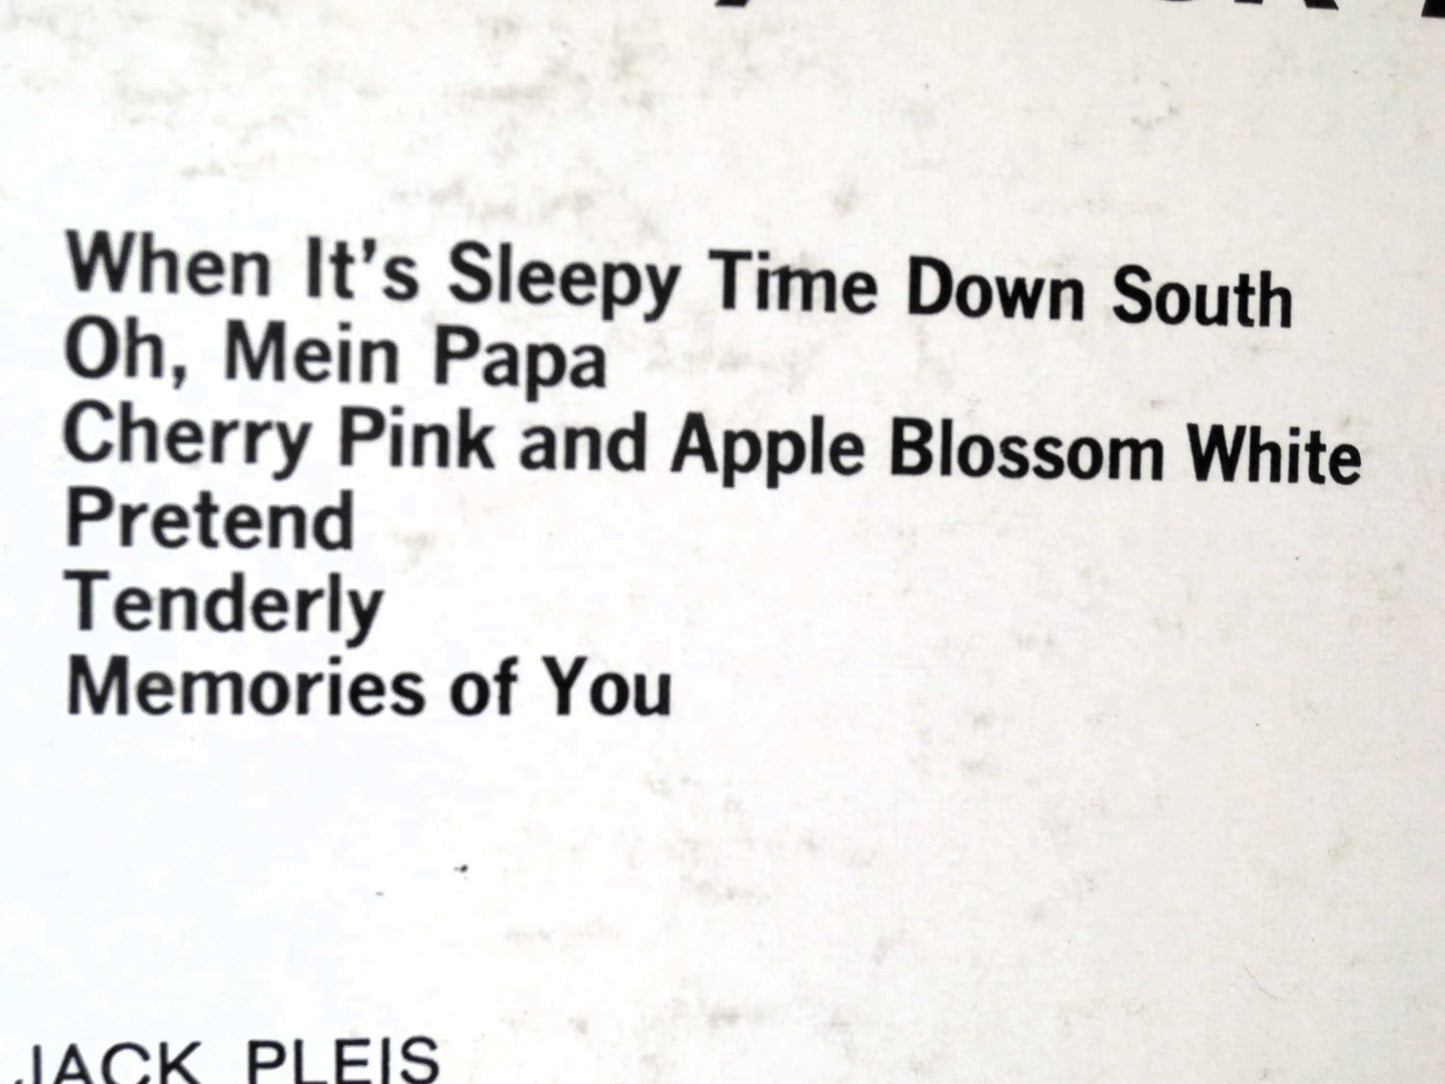 When It's Sleepy Time Down South
Oh, Mein Papa
Cherry Pink and Apple Blossom White
Pretend
Tenderly
Memories of You
JACK PLEIS